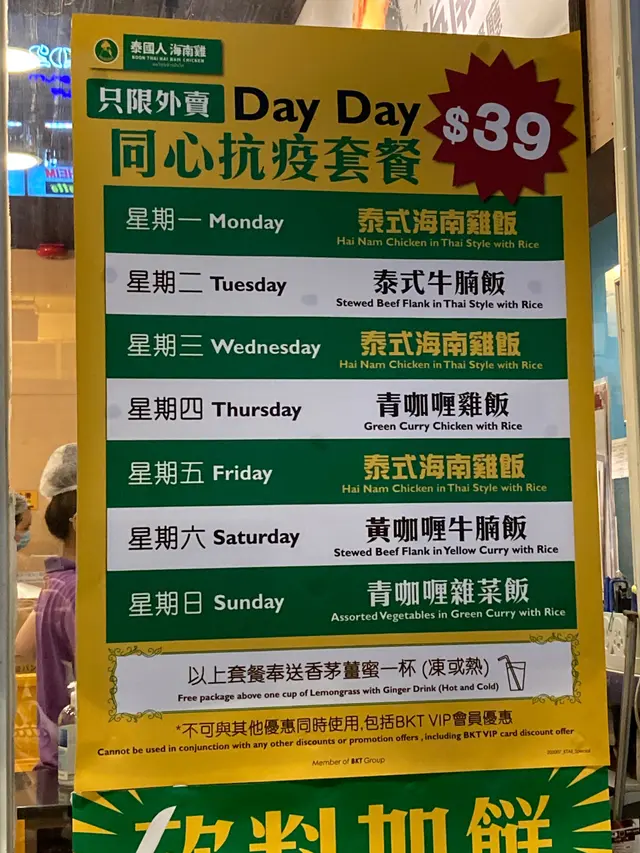 泰國人 海南雞
BOON THAI HAI NAM CHICKEN
只限外賣 Day Day
$39
同心抗疫套餐
星期一 Monday 泰式海南雞飯
Hai Nam Chicken in Thai Style with Rice
星期二 Tuesday 泰式牛腩飯
Stewed Beef Flank in Thai Style with Rice
星期三 Wednesday 泰式海南雞飯
Hai Nam Chicken in Thai Style with Rice
星期四 Thursday 青咖喱雞飯
Green Curry Chicken with Rice
星期五 Friday 泰式海南雞飯
Hai Nam Chicken in Thai Style with Rice
星期六 Saturday 黃咖喱牛腩飯
Stewed Beef Flank in Yellow Curry with Rice
星期日 Sunday 青咖喱雜菜飯
Assorted Vegetables in Green Curry with Rice
以上套餐奉送香茅薑蜜一杯 (凍或熱)
Free package above one cup of Lemongrass with Ginger Drink (Hot and Cold)
*不可與其他優惠同時使用,包括BKT VIP會員優惠
Cannot be used in conjunction with any other discounts or promotion offers , including BKT VIP card discount offer
Member of BKT Group
飲料加餸